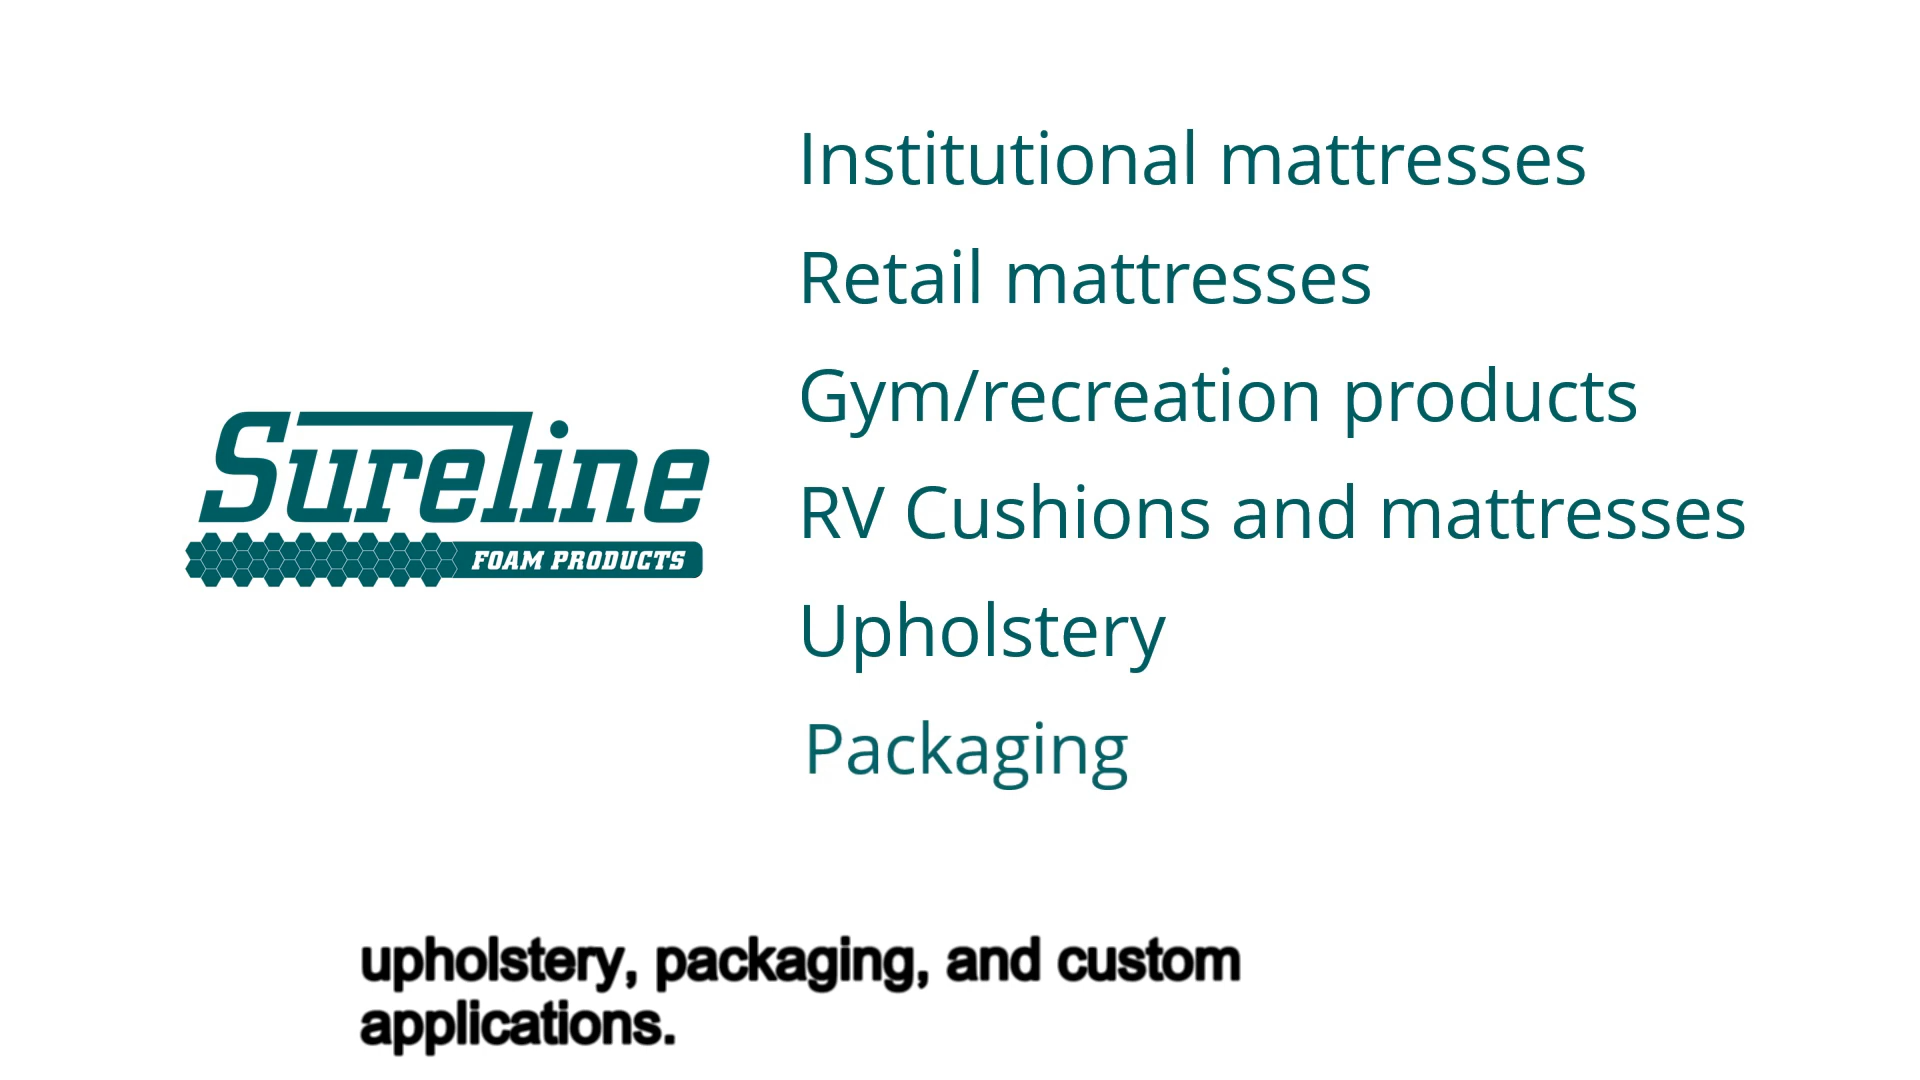 Institutional mattresses
Retail mattresses
Gym/recreation products
RV Cushions and mattresses
Upholstery
Packaging
Sureline
FOAM PRODUCTS
upholstery, packaging, and custom
applications.